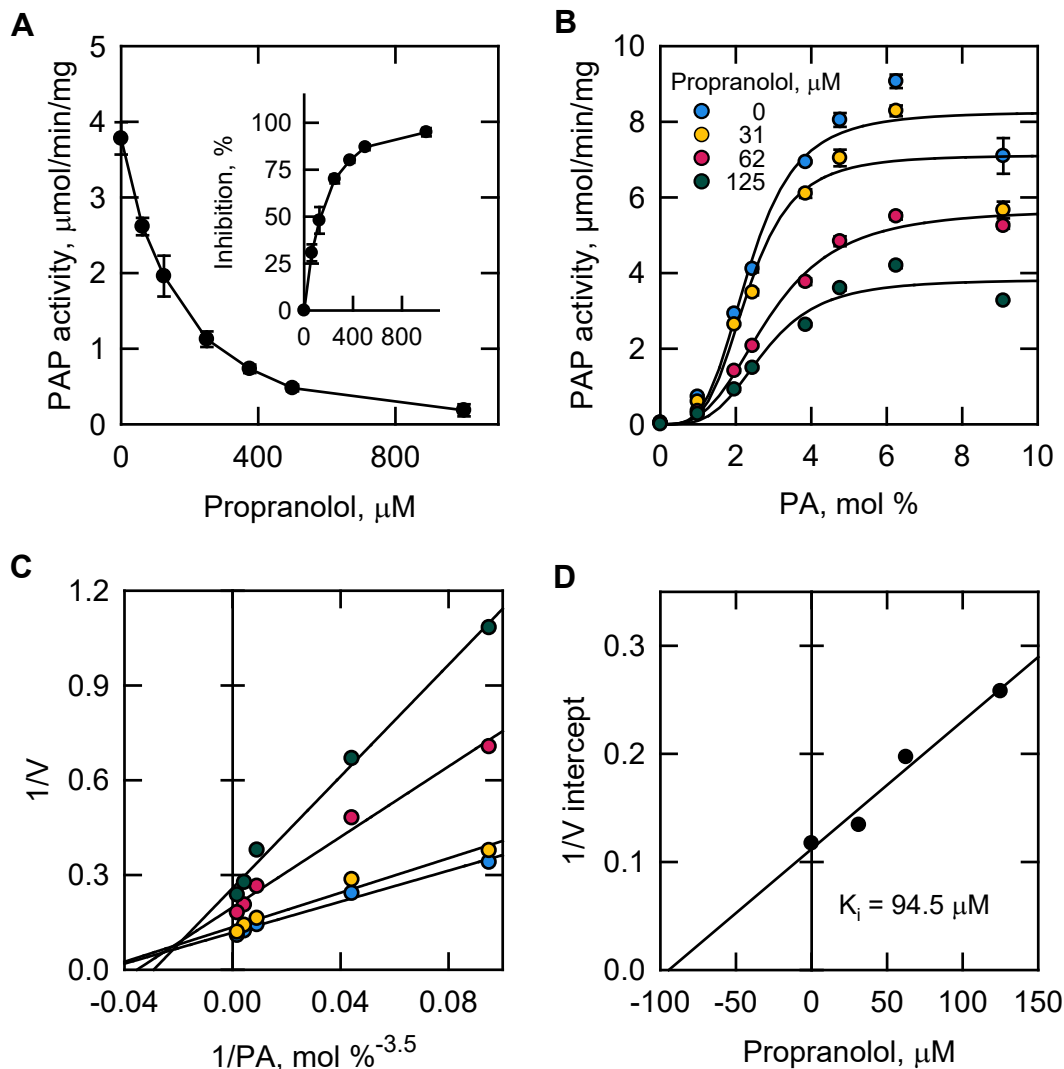 A
PAP activity, μmol/min/mg
5
4
3
2
1
0
0 400 800
Propranolol, μM
Inhibition, %
100
75
50
25
0
0 400 800
B
PAP activity, μmol/min/mg
10
8
6
4
2
0
0 2 4 6 8 10
PA, mol %
Propranolol, μM
0
31
62
125
C
1/V
1.2
0.9
0.6
0.3
0.0
-0.04 0.00 0.04 0.08
1/PA, mol %-3.5
D
1/V intercept
0.3
0.2
0.1
0.0
-100 -50 0 50 100 150
Propranolol, μM
Ki = 94.5 μM